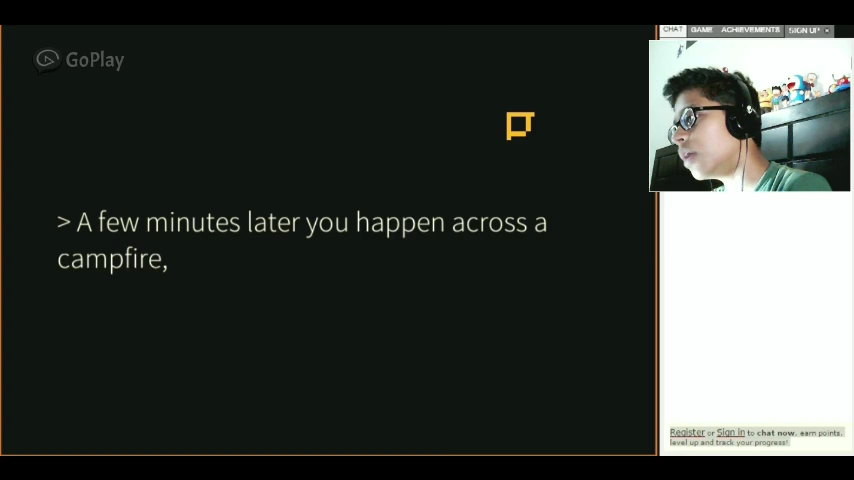 CHAT GAME ACHIEVEMENTS SIGN UP
GoPlay
> A few minutes later you happen across a
campfire,
Register or Sign in to chat now, earn points,
level up and track your progress!